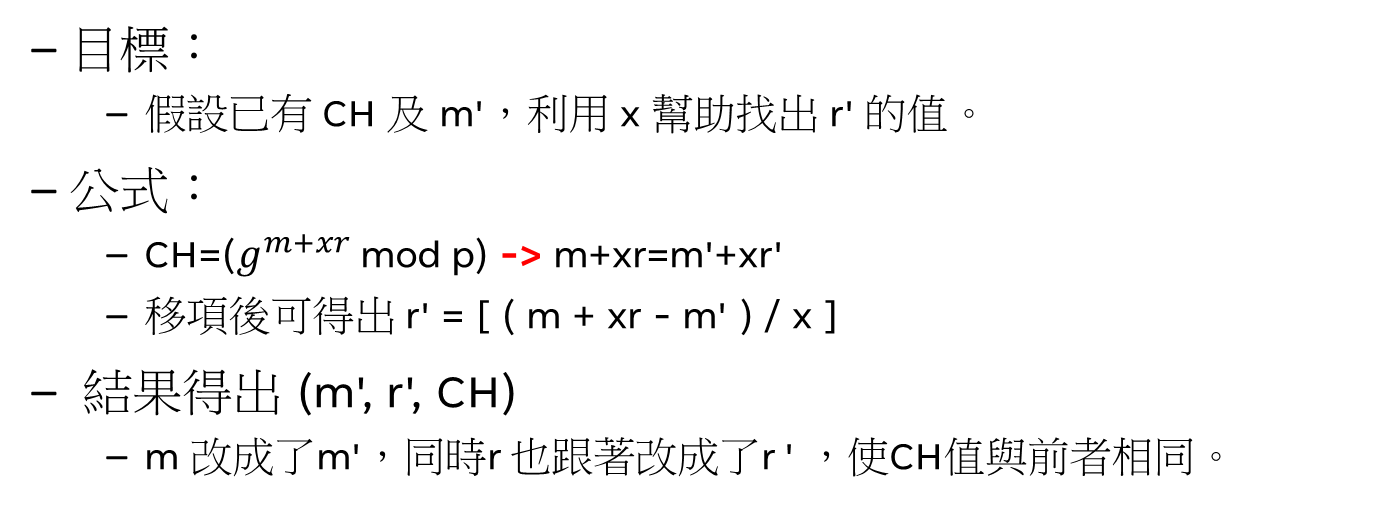 – 目標：
– 假設已有 CH 及 m'，利用 x 幫助找出 r' 的值。
– 公式：
– CH=(𝑔^{𝑚+𝑥𝑟} mod p) -> m+xr=m'+xr'
– 移項後可得出 r' = [ ( m + xr - m' ) / x ]
– 結果得出 (m', r', CH)
– m 改成了m'，同時r 也跟著改成了r ' ，使CH值與前者相同。